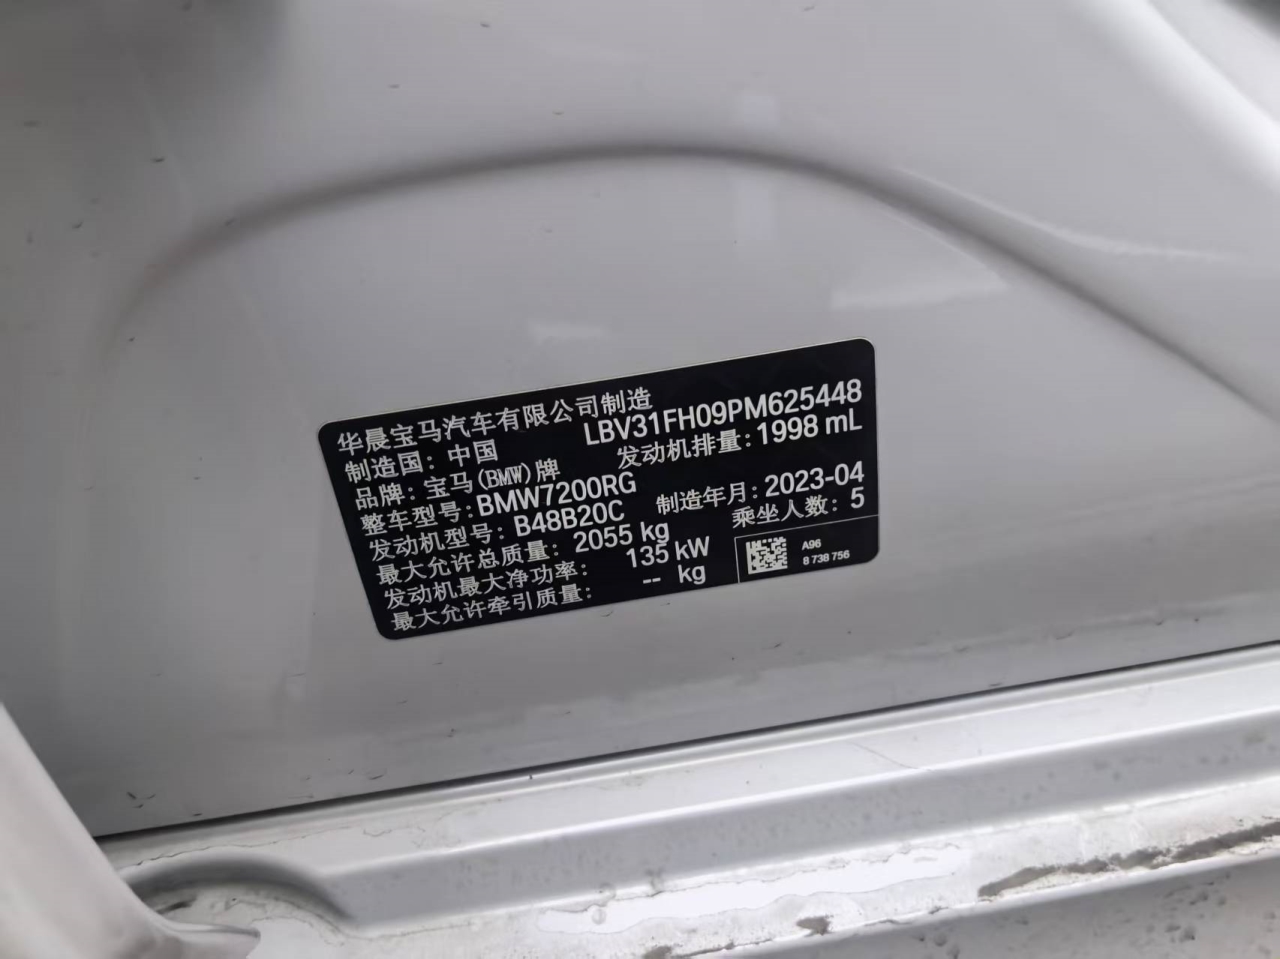 华晨宝马汽车有限公司制造
制造国：中国 LBV31FH09PM625448
品牌：宝马(BMW)牌 发动机排量：1998 mL
整车型号：BMW7200RG
发动机型号：B48B20C 制造年月：2023-04
最大允许总质量：2055 kg 乘坐人数：5
发动机最大净功率：135 kW
最大允许牵引质量：-- kg
A96
8 738 756